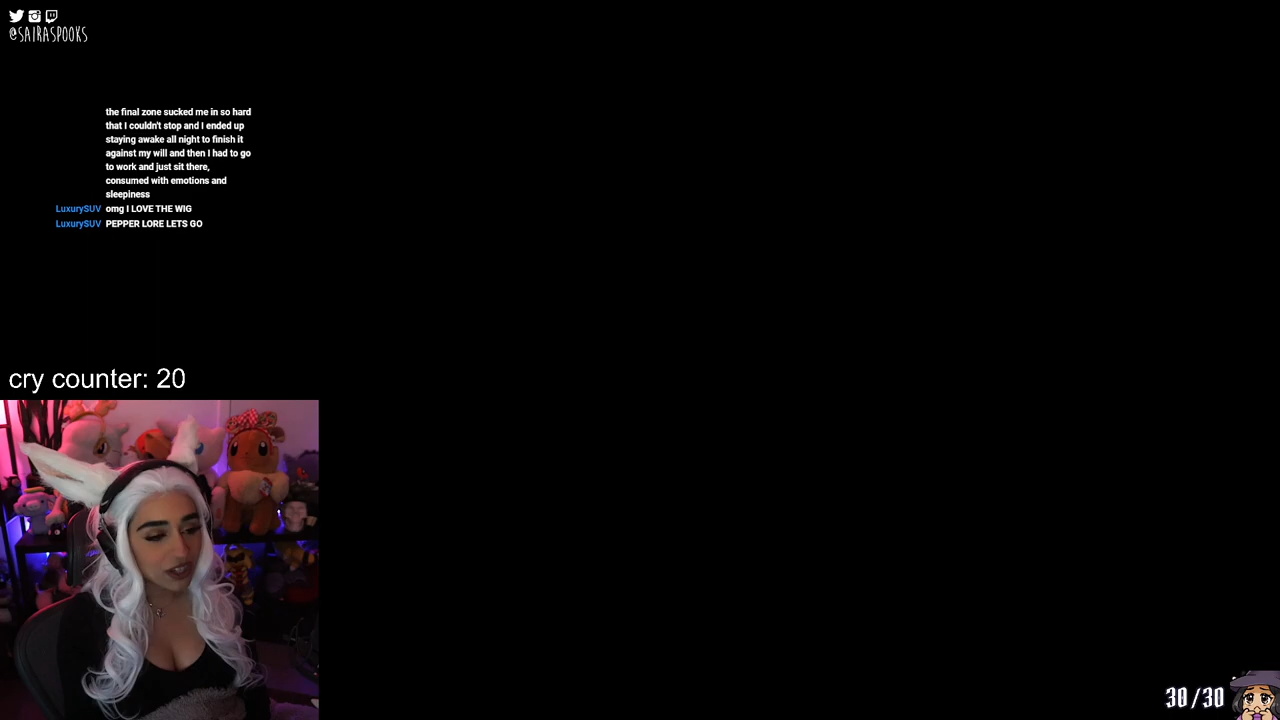 @SAIRASPOOKS
the final zone sucked me in so hard
that I couldn't stop and I ended up
staying awake all night to finish it
against my will and then I had to go
to work and just sit there,
consumed with emotions and
sleepiness
LuxurySUV omg I LOVE THE WIG
LuxurySUV PEPPER LORE LETS GO
cry counter: 20
30/30